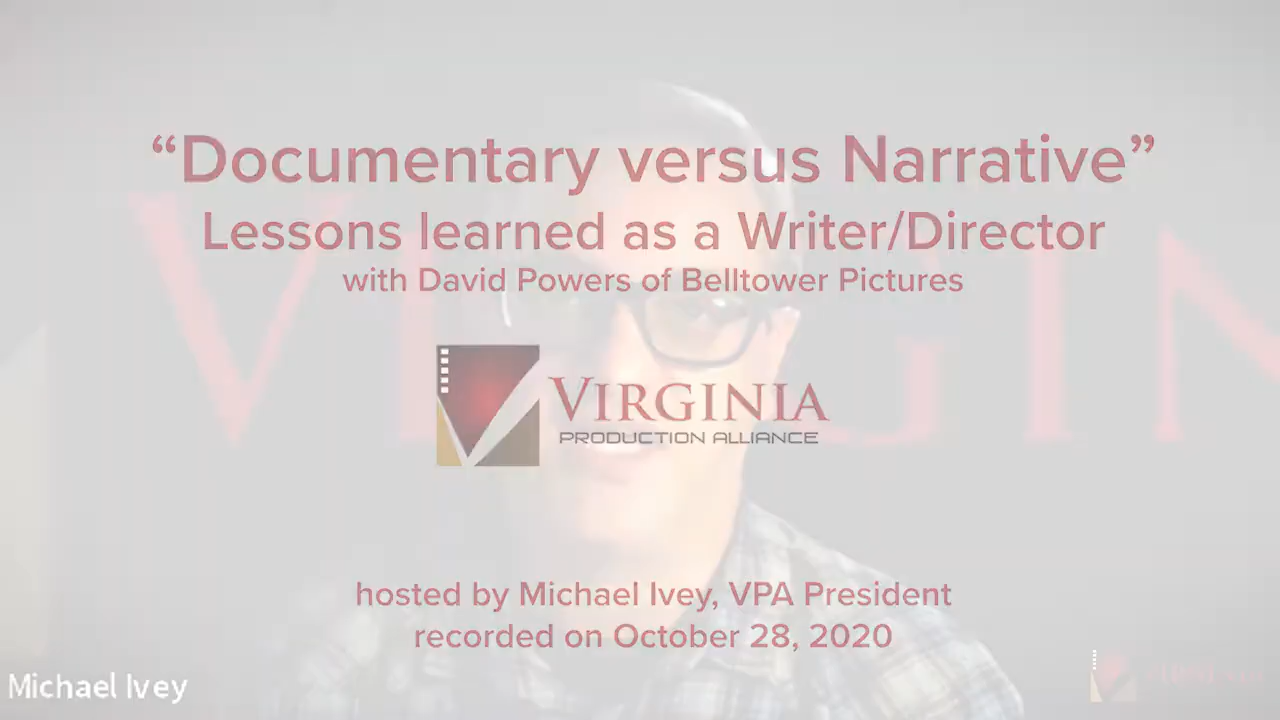 “Documentary versus Narrative”
Lessons learned as a Writer/Director
with David Powers of Belltower Pictures
VIRGIN
VIRGINIA
PRODUCTION ALLIANCE
hosted by Michael Ivey, VPA President
recorded on October 28, 2020
Michael Ivey